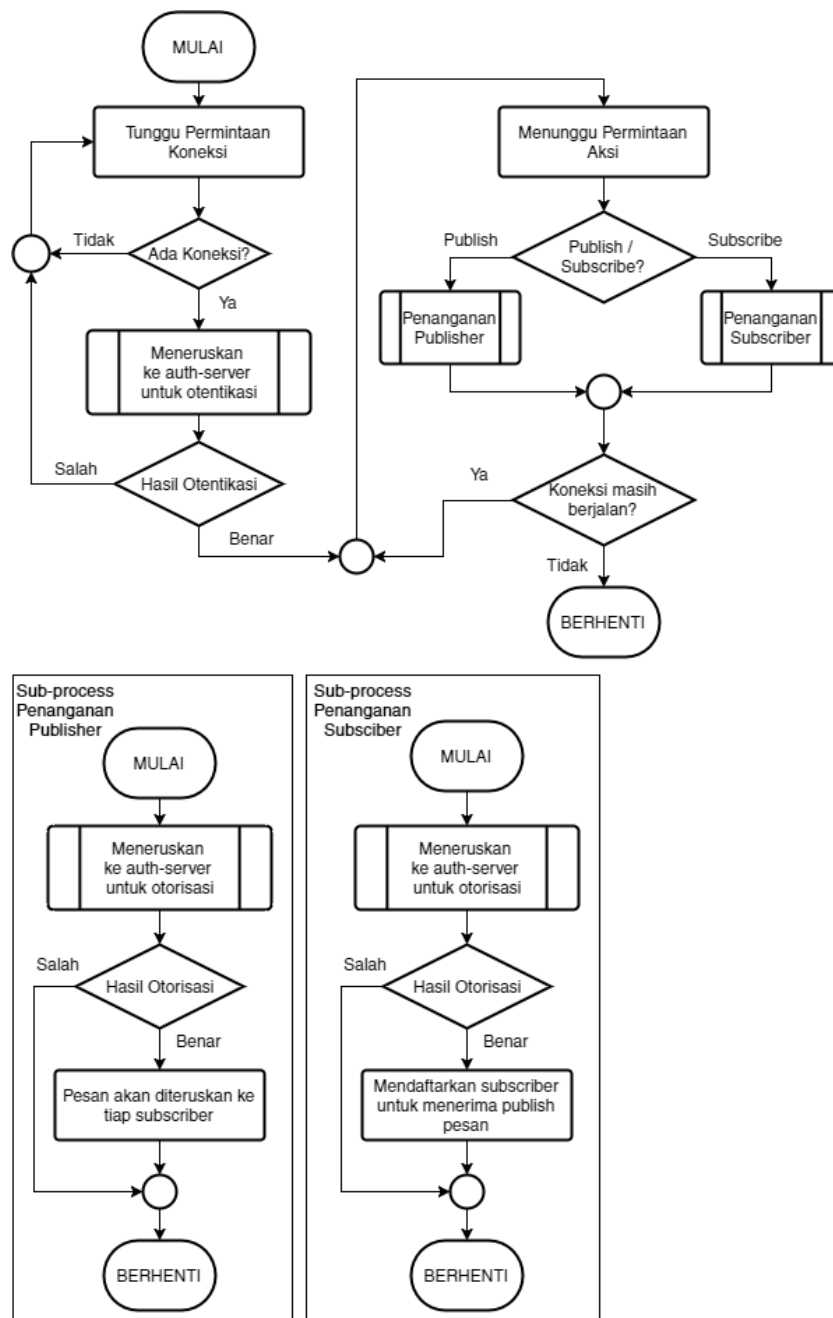 MULAI
Tunggu Permintaan
Koneksi
Tidak
Ada Koneksi?
Ya
Meneruskan
ke auth-server
untuk otentikasi
Salah
Hasil Otentikasi
Benar
Menunggu Permintaan
Aksi
Publish
Publish /
Subscribe?
Subscribe
Penanganan
Publisher
Penanganan
Subscriber
Ya
Koneksi masih
berjalan?
Tidak
BERHENTI
Sub-process
Penanganan
Publisher
MULAI
Meneruskan
ke auth-server
untuk otorisasi
Salah
Hasil Otorisasi
Benar
Pesan akan diteruskan ke
tiap subscriber
BERHENTI
Sub-process
Penanganan
Subsciber
MULAI
Meneruskan
ke auth-server
untuk otorisasi
Salah
Hasil Otorisasi
Benar
Mendaftarkan subscriber
untuk menerima publish
pesan
BERHENTI